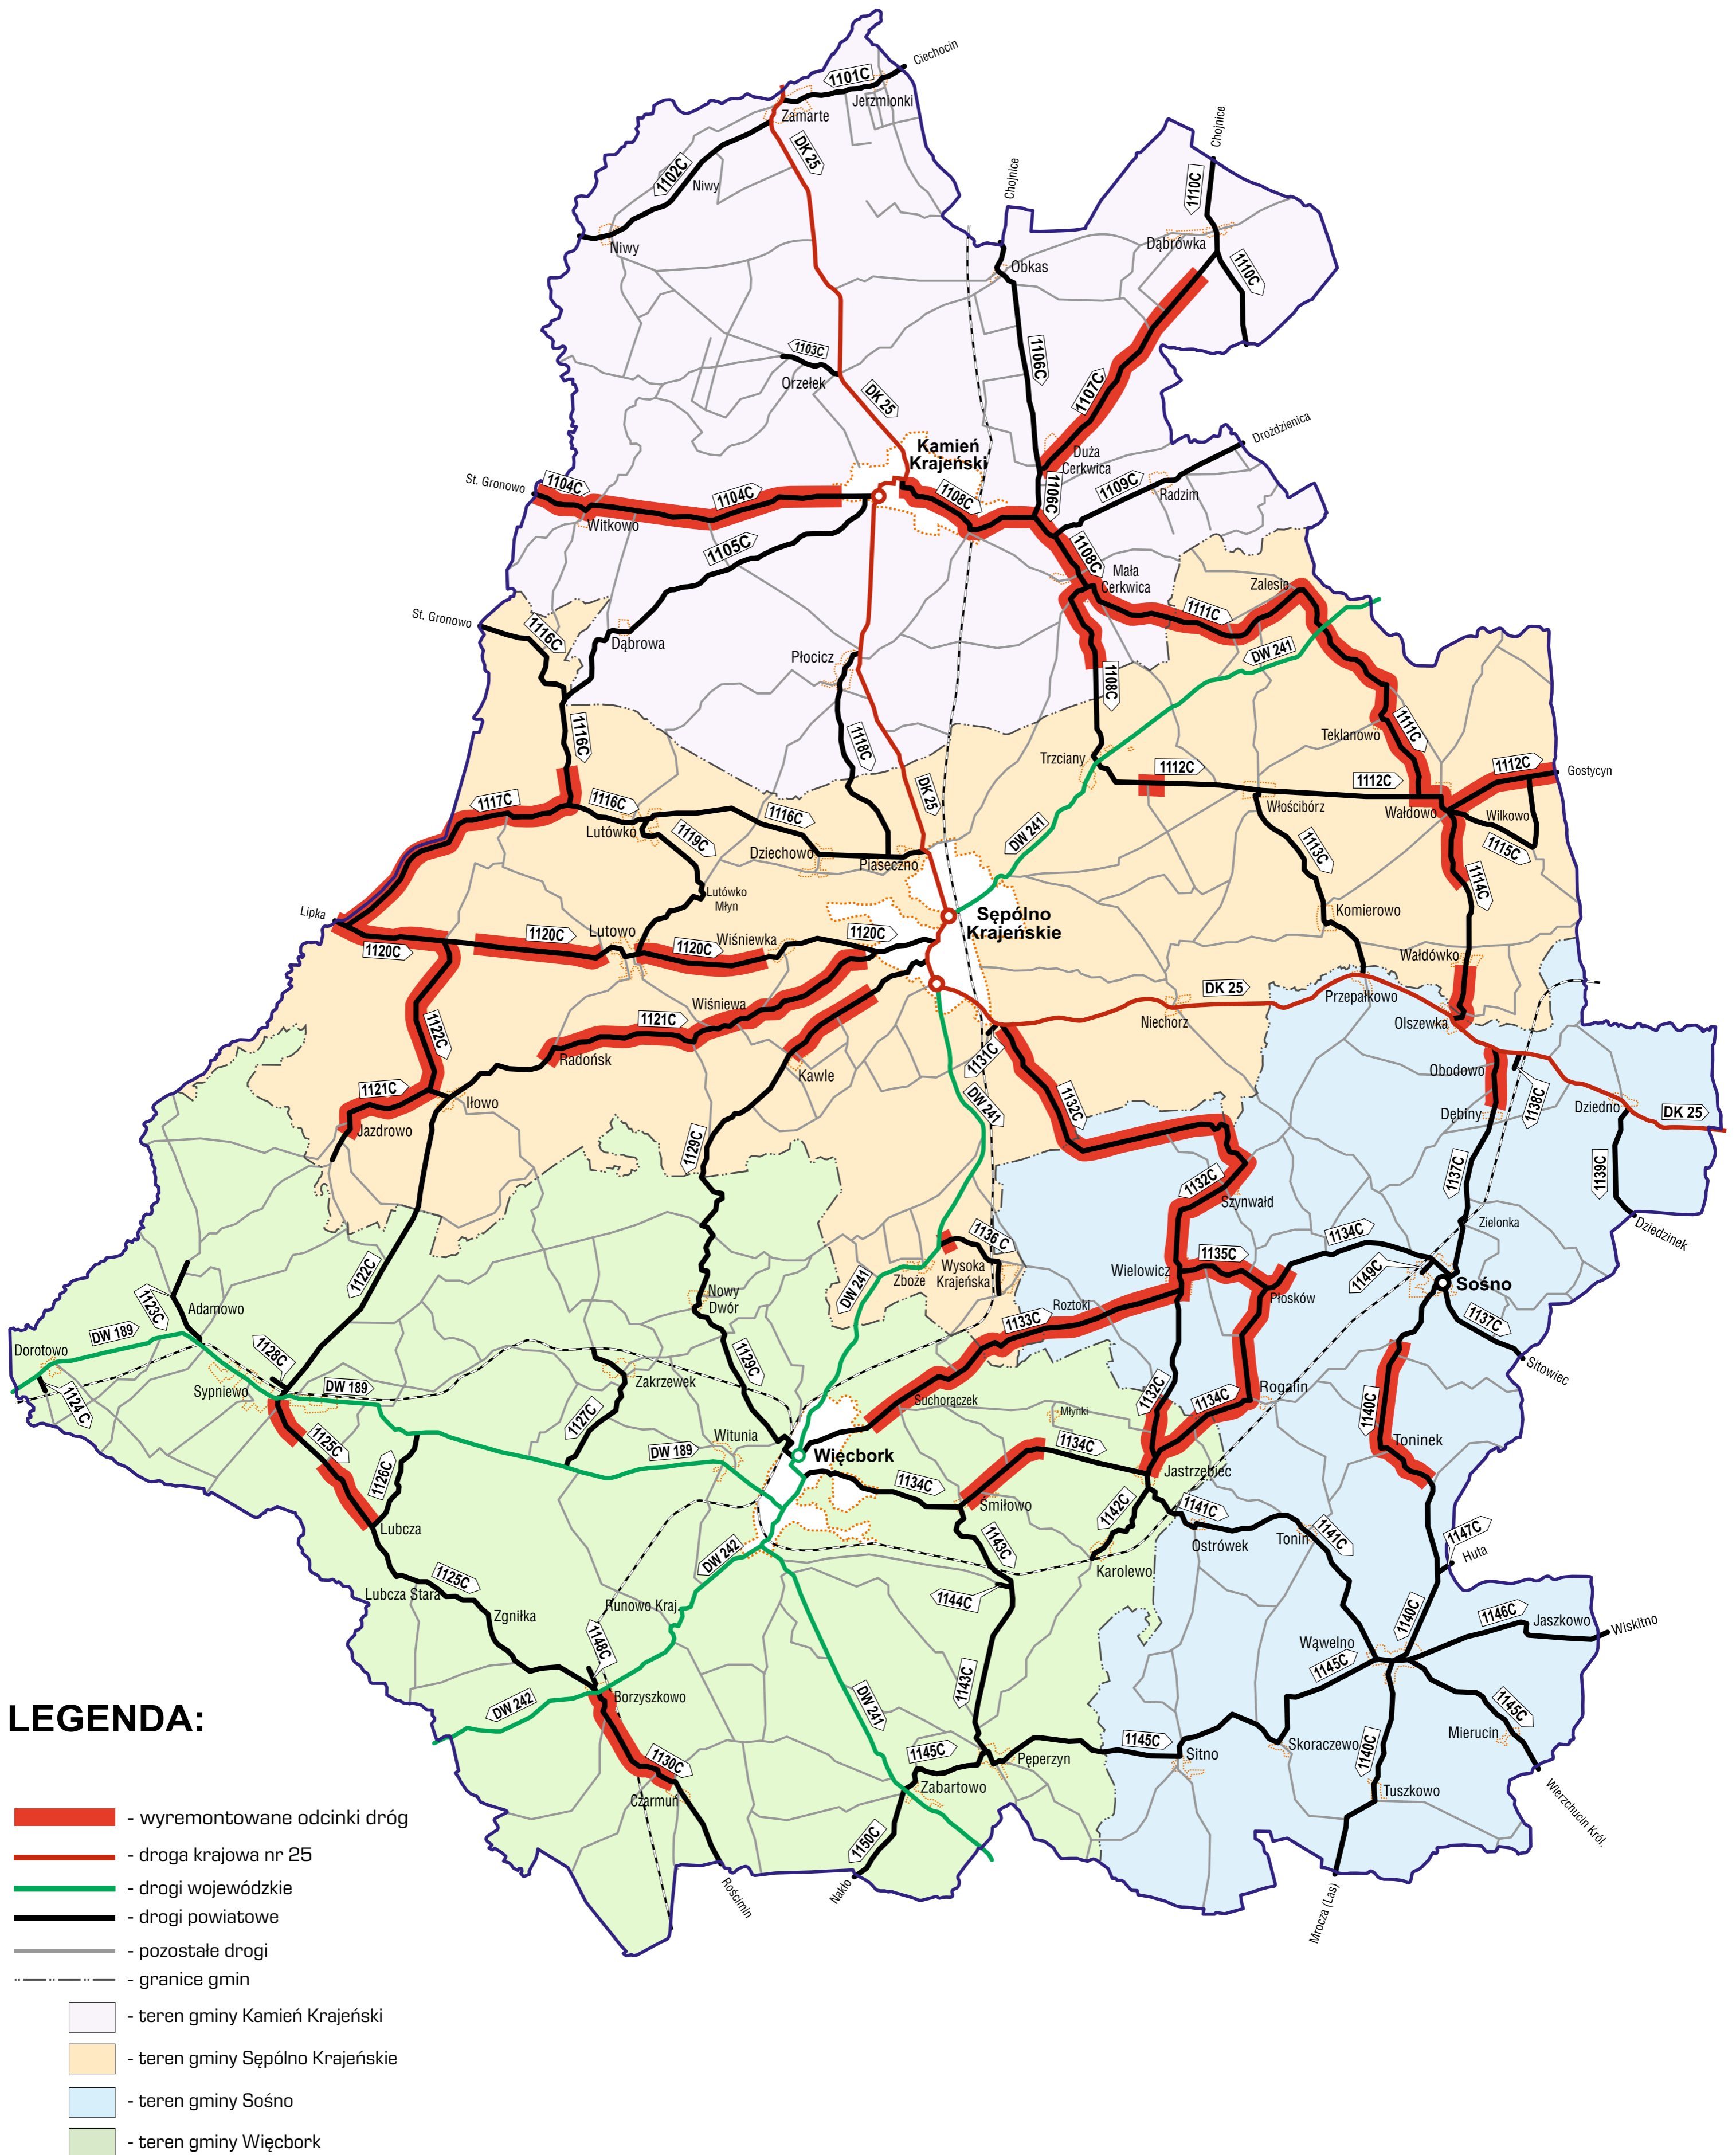 Ciechocin
1101C
Jerzmionki
Zamarte
DK 25
1102C
Niwy
Niwy
Chojnice
Chojnice
1110C
Dąbrówka
1110C
Obkas
1106C
1103C
Orzełek
DK 25
1107C
Kamień
Krajeński
Duża
Cerkwica
Drożdzienica
St. Gronowo
1104C
1104C
1108C
1106C
1109C
Radzim
Witkowo
1105C
1108C
Mała
Cerkwica
Zalesie
St. Gronowo
1116C
Dąbrowa
1111C
DW 241
Płocicz
1108C
1116C
1118C
Teklanowo
1111C
Trzciany
1112C
1112C
1112C
Gostycyn
DK 25
1117C
1116C
1116C
Lutówko
1119C
Włościbórz
Wałdowo
Wilkowo
DW 241
1113C
1115C
Dziechowo
Piaseczno
1114C
Lutówko
Młyn
Lipka
Sępólno
Krajeńskie
Komierowo
1120C
1120C
Lutowo
1120C
Wiśniewka
1120C
Wałdówko
DK 25
Przepałkowo
Wiśniewa
1121C
1122C
Niechorz
Olszewka
Radońsk
1131C
Kawle
Obodowo
1138C
1121C
Iłowo
DW 241
1132C
Dębiny
Dziedno
DK 25
Jazdrowo
1129C
1137C
1139C
1132C
Szynwałd
Dziedzinek
1136 C
1134C
Zielonka
1122C
Zboże
Wysoka
Krajeńska
Wielowicz
1135C
1149C
Sośno
1123C
Adamowo
Nowy
Dwór
DW 241
Roztoki
Płosków
1133C
1137C
DW 189
Dorotowo
1128C
1129C
Sitowiec
1124 C
Sypniewo
DW 189
Zakrzewek
Suchorączek
1132C
1134C
Rogalin
1140C
1127C
Młynki
1125C
1126C
Witunia
DW 189
Więcbork
1134C
Toninek
1134C
Jastrzębiec
Śmiłowo
1142C
1141C
Lubcza
1143C
Ostrówek
Tonin
1141C
1147C
Huta
DW 242
Karolewo
1125C
Lubcza Stara
1144C
Runowo Kraj.
Zgniłka
1140C
1146C
Jaszkowo
Wiskitno
1148C
Wąwelno
1145C
1143C
Borzyszkowo
DW 242
DW 241
1145C
Mierucin
1130C
1145C
Pęperzyn
1145C
Sitno
Skoraczewo
1140C
Czarmuń
Zabartowo
Tuszkowo
Wierzchucin Król.
1150C
Rościmin
Nakło
Mrocza (Las)
LEGENDA:
- wyremontowane odcinki dróg
- droga krajowa nr 25
- drogi wojewódzkie
- drogi powiatowe
- pozostałe drogi
- granice gmin
- teren gminy Kamień Krajeński
- teren gminy Sępólno Krajeńskie
- teren gminy Sośno
- teren gminy Więcbork